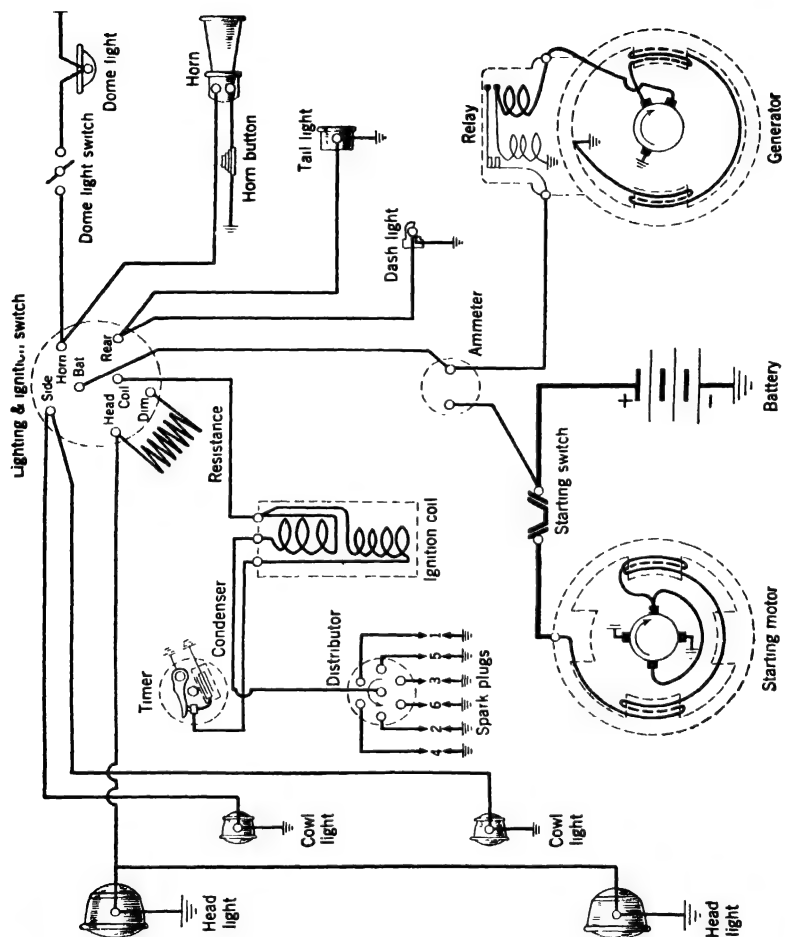 Lighting & ignition switch
Side
Horn
Bat
Rear
Head
Coil
Dim
Dome light
Dome light switch
Horn
Horn button
Tail light
Dash light
Relay
Generator
Ammeter
Resistance
Ignition coil
Condenser
Timer
Distributor
1
5
3
6
2
4
Spark plugs
Starting switch
+
-
Battery
Starting motor
Cowl
light
Cowl
light
Head
light
Head
light